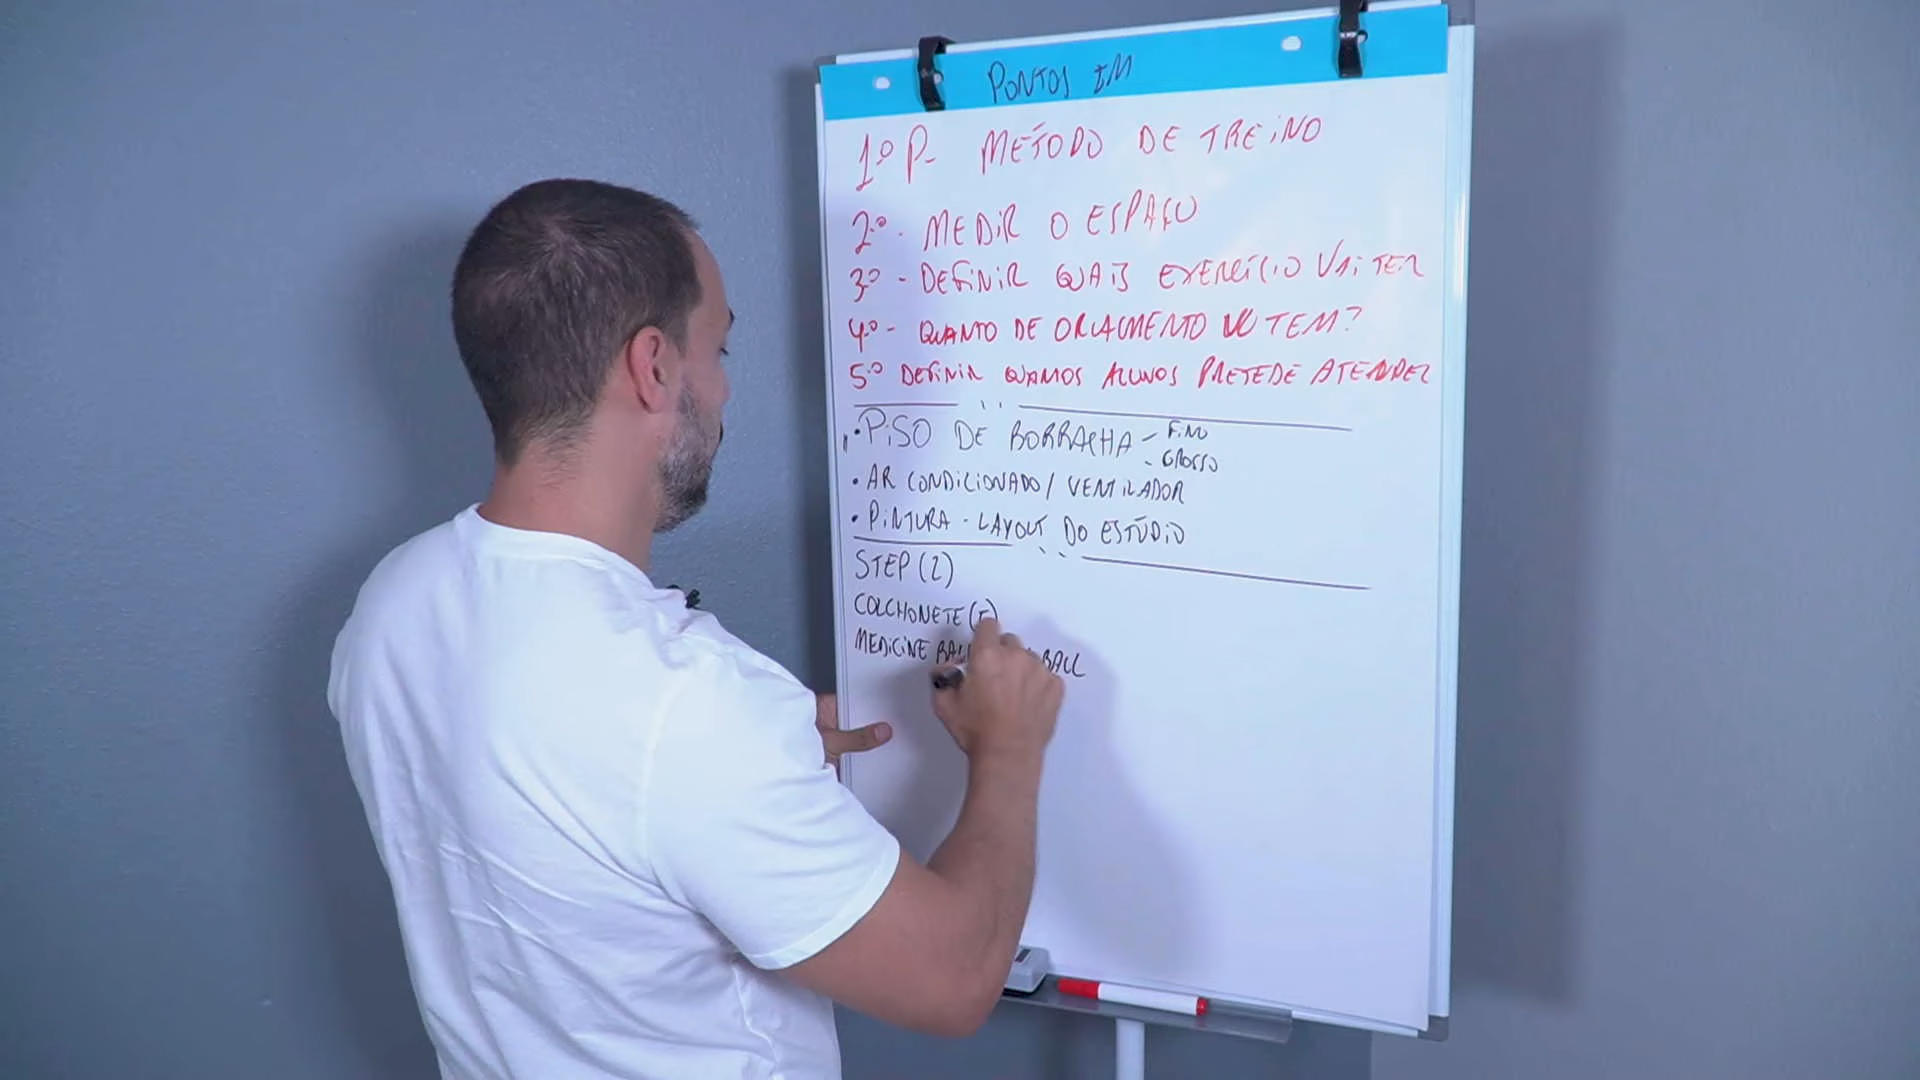 PONTOS EM
1º P- MÉTODO DE TREINO
2º - MEDIR O ESPAÇO
3º - DEFINIR QUAIS EXERCÍCIO VAI TER
4º - QUANTO DE ORÇAMENTO TEM?
5º DEFINIR QUANTOS ALUNOS PRETEDE ATENDER
• PISO DE BORRACHA - FINO
- GROSSO
• AR CONDICIONADO / VENTILADOR
• PINTURA - LAYOUT DO ESTÚDIO
STEP (2)
COLCHONETE
MEDICINE BALL